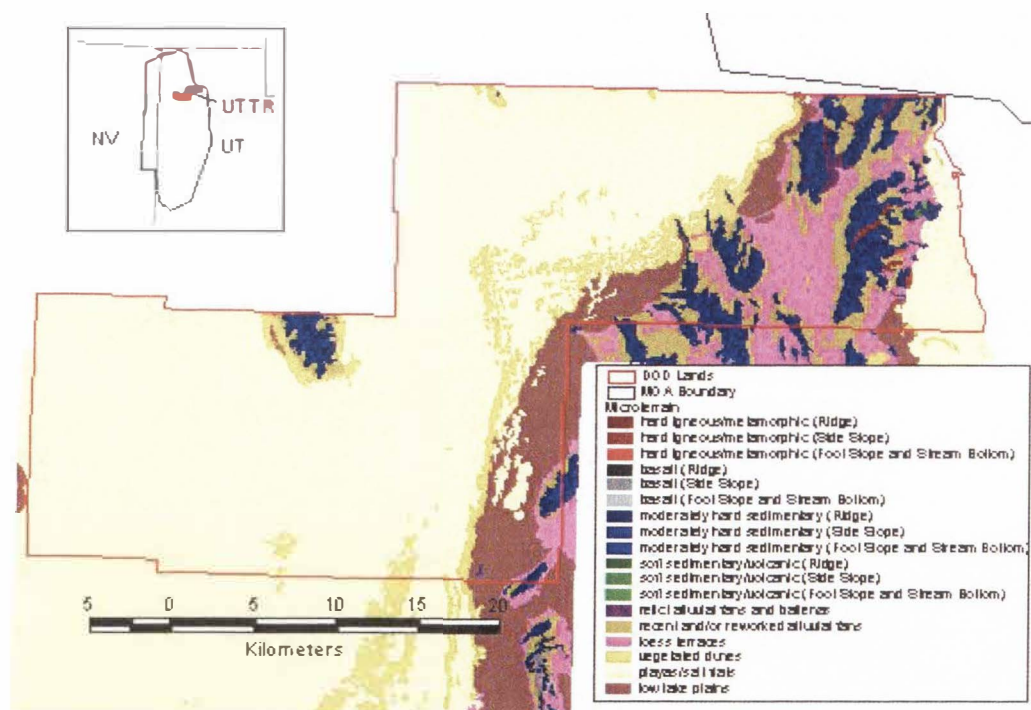 NV
UTTR
UT
DOD Lands
MOA Boundary
Microterrain
hard igneous/metamorphic (Ridge)
hard igneous/metamorphic (Side Slope)
hard igneous/metamorphic (Foot Slope and Stream Bottom)
basalt (Ridge)
basalt (Side Slope)
basalt (Foot Slope and Stream Bottom)
moderately hard sedimentary (Ridge)
moderately hard sedimentary (Side Slope)
moderately hard sedimentary (Foot Slope and Stream Bottom)
soft sedimentary/volcanic (Ridge)
soft sedimentary/volcanic (Side Slope)
soft sedimentary/volcanic (Foot Slope and Stream Bottom)
relict alluvial fans and ballenas
recent and/or reworked alluvial fans
loess terraces
vegetated dunes
playas/salt flats
low lake plains
5 0 5 10 15 20
Kilometers